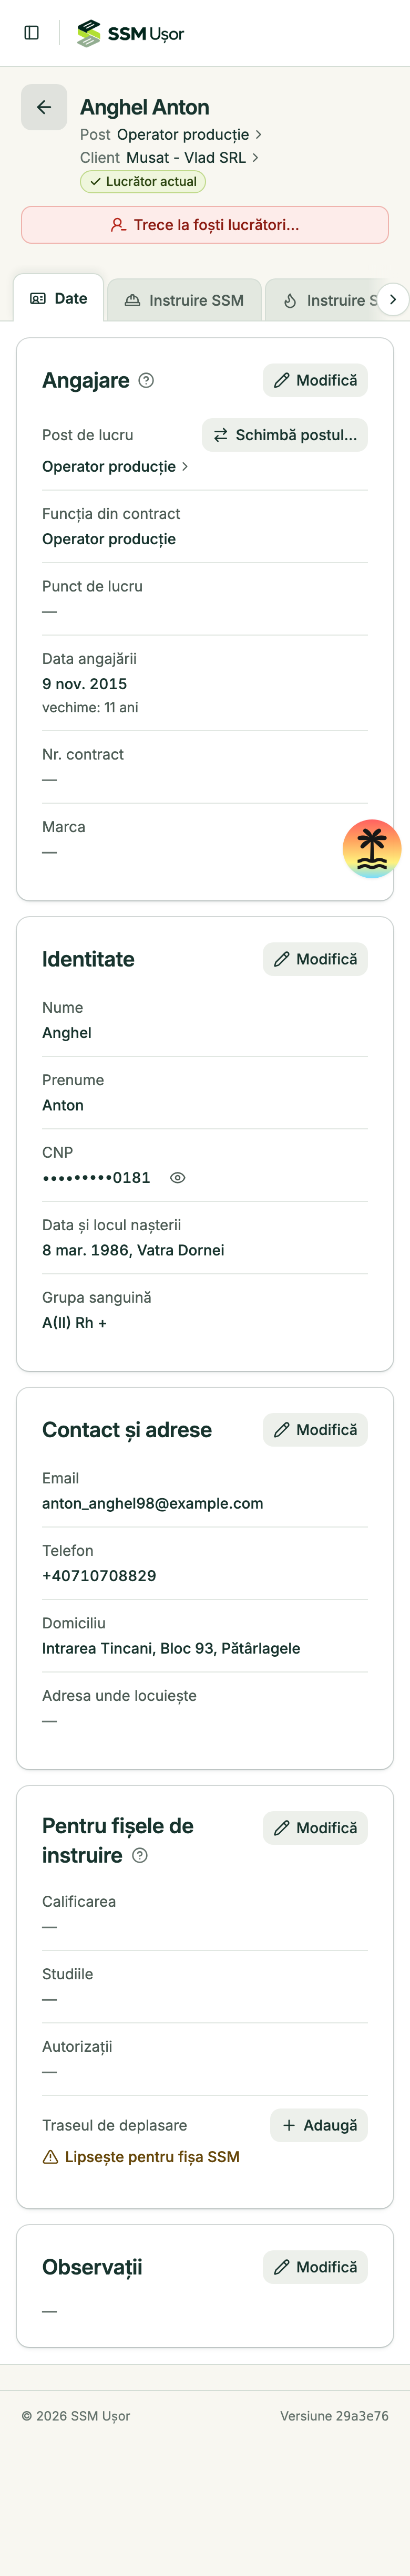 SSM Ușor
Anghel Anton
Post Operator producție
Client Musat - Vlad SRL
Lucrător actual
Trece la foști lucrători...
Date
Instruire SSM
Instruire S
Angajare
Modifică
Post de lucru
Schimbă postul...
Operator producție
Funcția din contract
Operator producție
Punct de lucru
—
Data angajării
9 nov. 2015
vechime: 11 ani
Nr. contract
—
Marca
—
Identitate
Modifică
Nume
Anghel
Prenume
Anton
CNP
•••••••••0181
Data și locul nașterii
8 mar. 1986, Vatra Dornei
Grupa sanguină
A(II) Rh +
Contact și adrese
Modifică
Email
anton_anghel98@example.com
Telefon
+40710708829
Domiciliu
Intrarea Tincani, Bloc 93, Pătârlagele
Adresa unde locuiește
—
Pentru fișele de
instruire
Modifică
Calificarea
—
Studiile
—
Autorizații
—
Traseul de deplasare
Adaugă
Lipsește pentru fișa SSM
Observații
Modifică
—
© 2026 SSM Ușor
Versiune 29a3e76